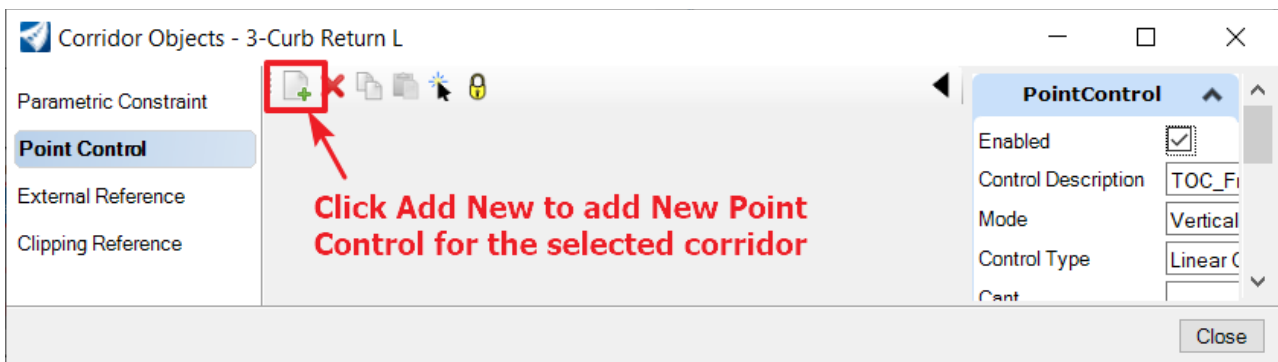 Corridor Objects - 3-Curb Return L
Parametric Constraint
Point Control
External Reference
Clipping Reference
Click Add New to add New Point
Control for the selected corridor
PointControl
Enabled
Control Description TOC_Fr
Mode Vertical
Control Type Linear
Cant
Close